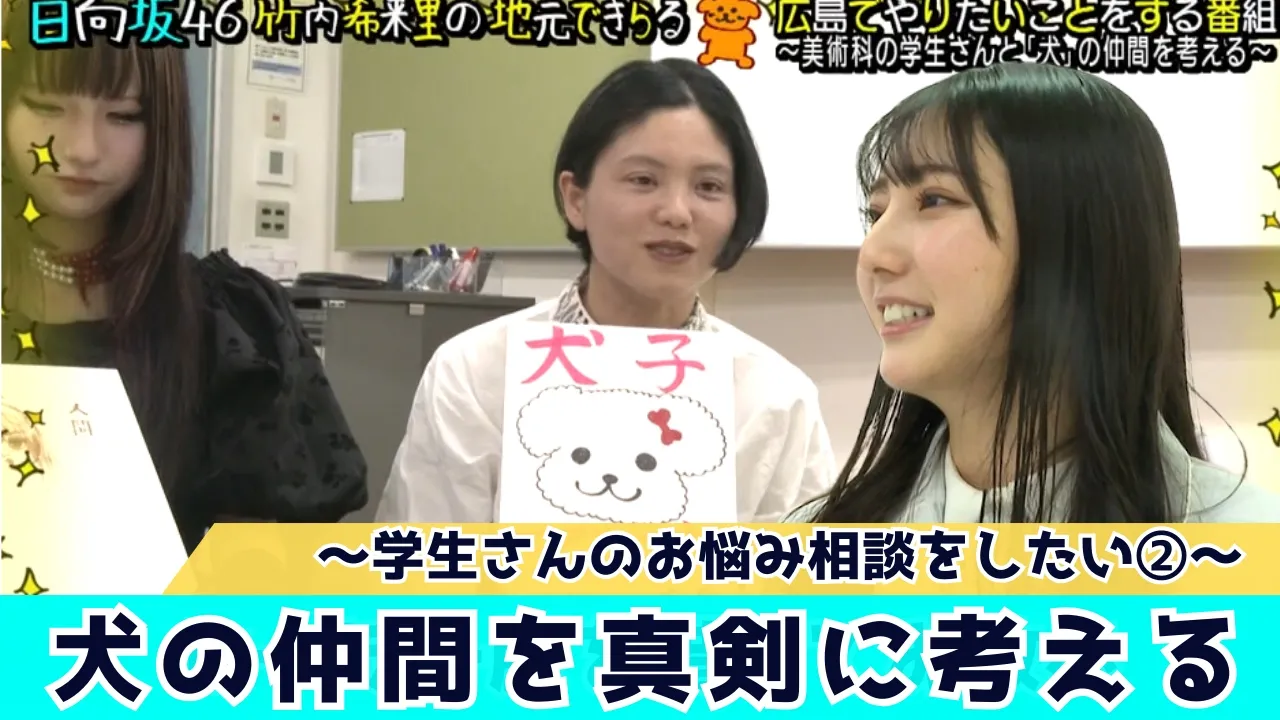 日向坂46 竹内希来里の地元できらる
広島でやりたいことをする番組
～美術科の学生さんと「犬」の仲間を考える～
犬子
人間
～学生さんのお悩み相談をしたい②～
犬の仲間を真剣に考える